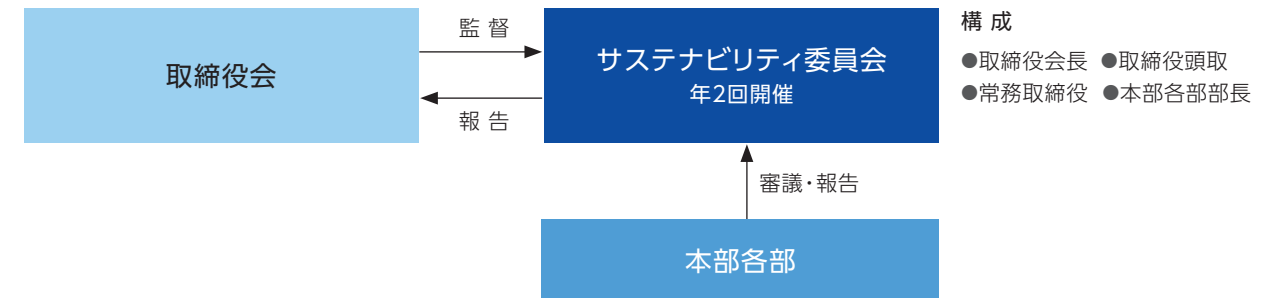 取締役会
監 督
報 告
サステナビリティ委員会
年2回開催
構 成
●取締役会長 ●取締役頭取
●常務取締役 ●本部各部部長
審議・報告
本部各部